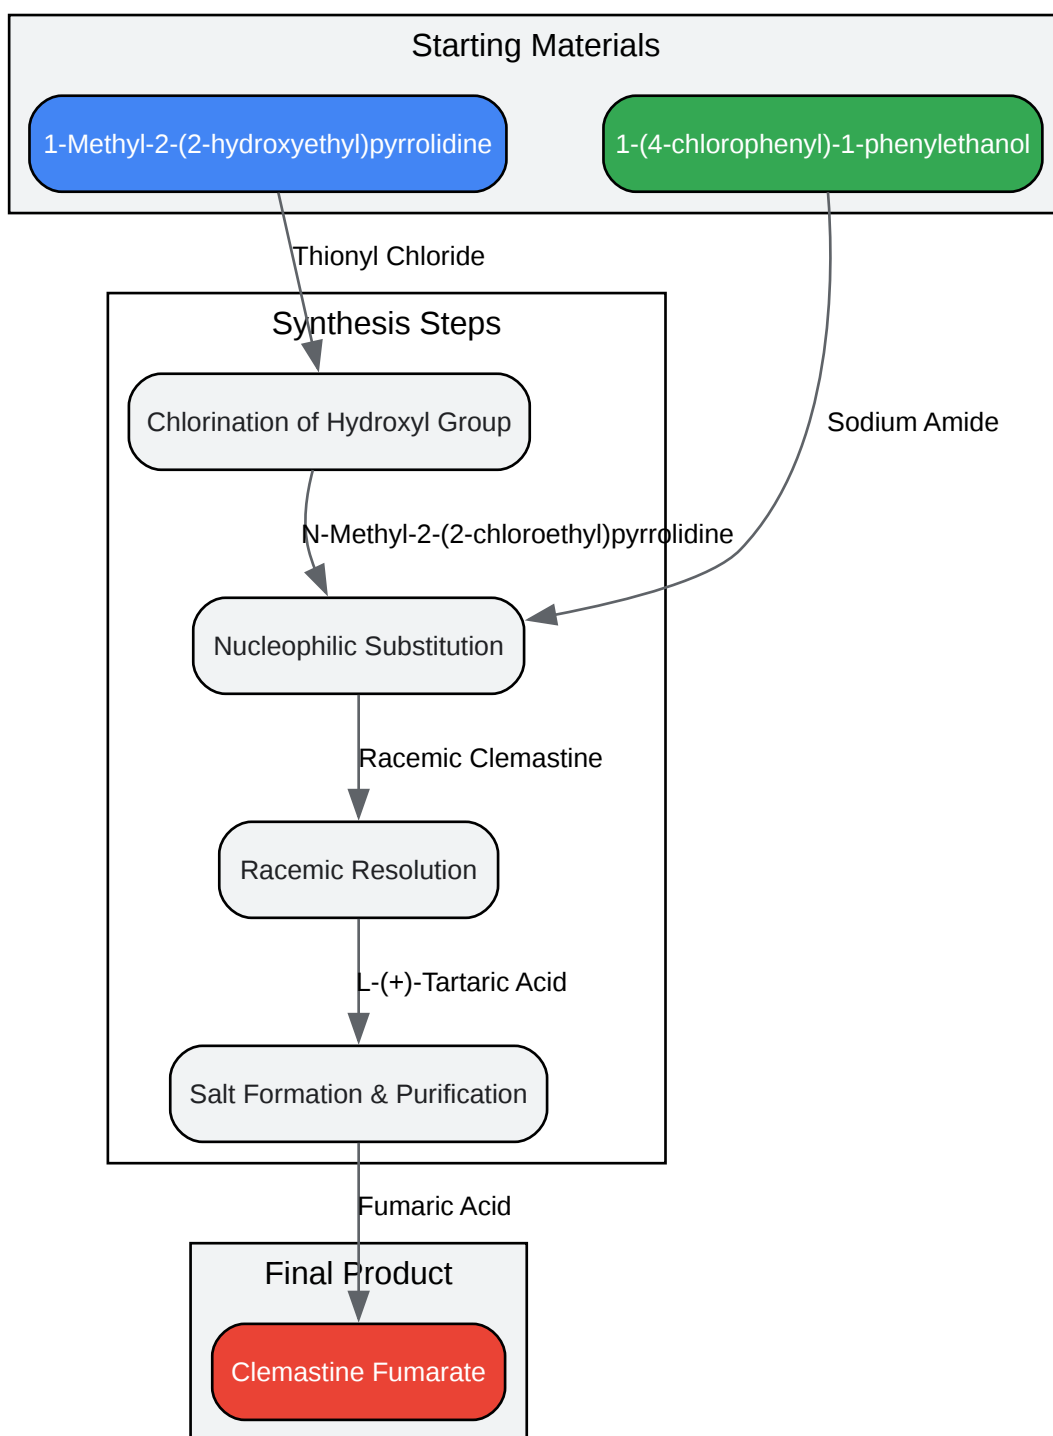 Starting Materials
1-Methyl-2-(2-hydroxyethyl)pyrrolidine
1-(4-chlorophenyl)-1-phenylethanol
Thionyl Chloride
Synthesis Steps
Chlorination of Hydroxyl Group
Sodium Amide
N-Methyl-2-(2-chloroethyl)pyrrolidine
Nucleophilic Substitution
Racemic Clemastine
Racemic Resolution
L-(+)-Tartaric Acid
Salt Formation & Purification
Fumaric Acid
Final Product
Clemastine Fumarate